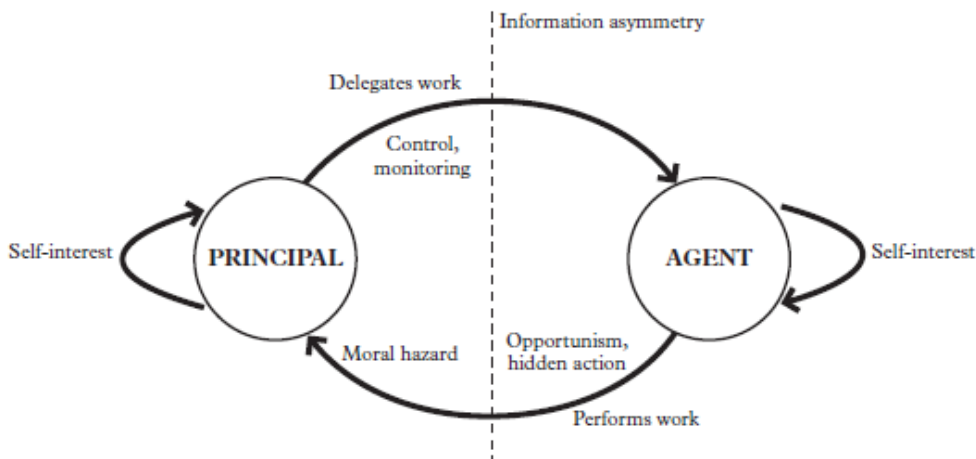 Information asymmetry
Delegates work
Control,
monitoring
Self-interest
PRINCIPAL
AGENT
Self-interest
Moral hazard
Opportunism,
hidden action
Performs work